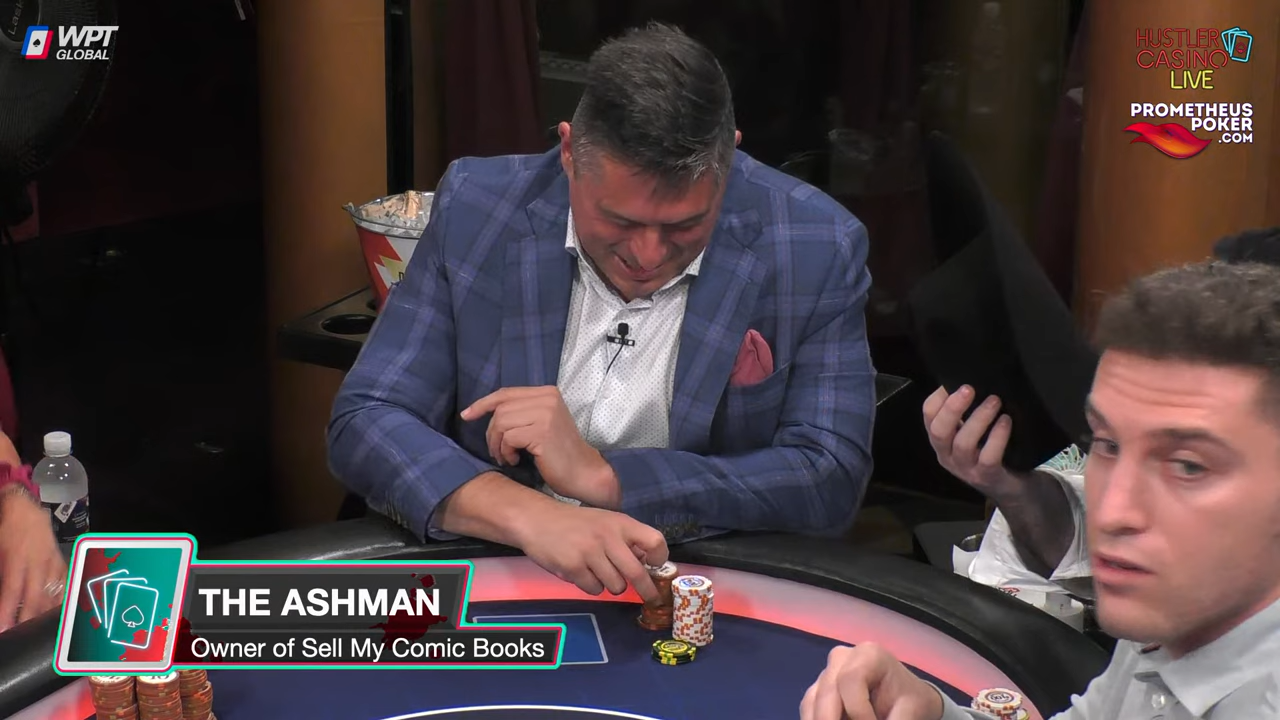 WPT
GLOBAL
HUSTLER
CASINO
LIVE
PROMETHEUS
POKER
.COM
THE ASHMAN
Owner of Sell My Comic Books